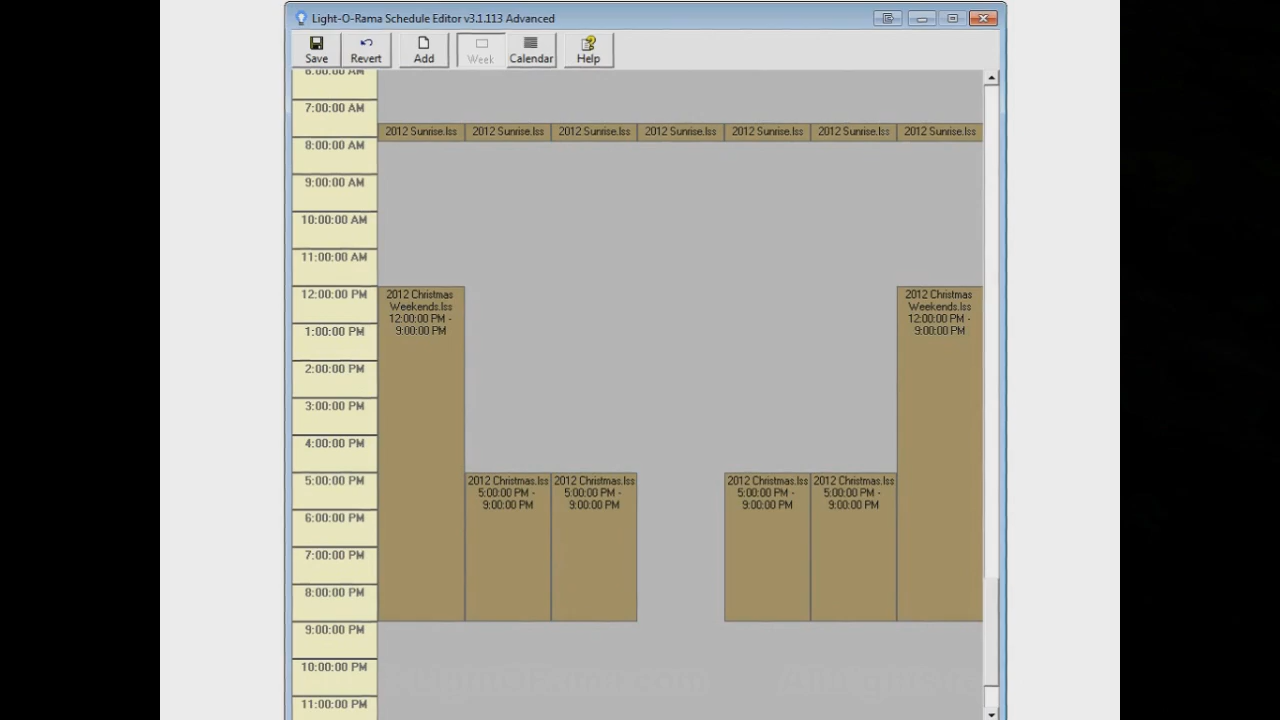 Light-O-Rama Schedule Editor v3.1.113 Advanced
Save Revert Add Week Calendar Help
6:00:00 AM
7:00:00 AM
2012 Sunrise.lss 2012 Sunrise.lss 2012 Sunrise.lss 2012 Sunrise.lss 2012 Sunrise.lss 2012 Sunrise.lss 2012 Sunrise.lss
8:00:00 AM
9:00:00 AM
10:00:00 AM
11:00:00 AM
12:00:00 PM
2012 Christmas
Weekends.lss
12:00:00 PM -
9:00:00 PM
2012 Christmas
Weekends.lss
12:00:00 PM -
9:00:00 PM
1:00:00 PM
2:00:00 PM
3:00:00 PM
4:00:00 PM
5:00:00 PM
2012 Christmas.lss
5:00:00 PM -
9:00:00 PM
2012 Christmas.lss
5:00:00 PM -
9:00:00 PM
2012 Christmas.lss
5:00:00 PM -
9:00:00 PM
2012 Christmas.lss
5:00:00 PM -
9:00:00 PM
6:00:00 PM
7:00:00 PM
8:00:00 PM
9:00:00 PM
10:00:00 PM
11:00:00 PM